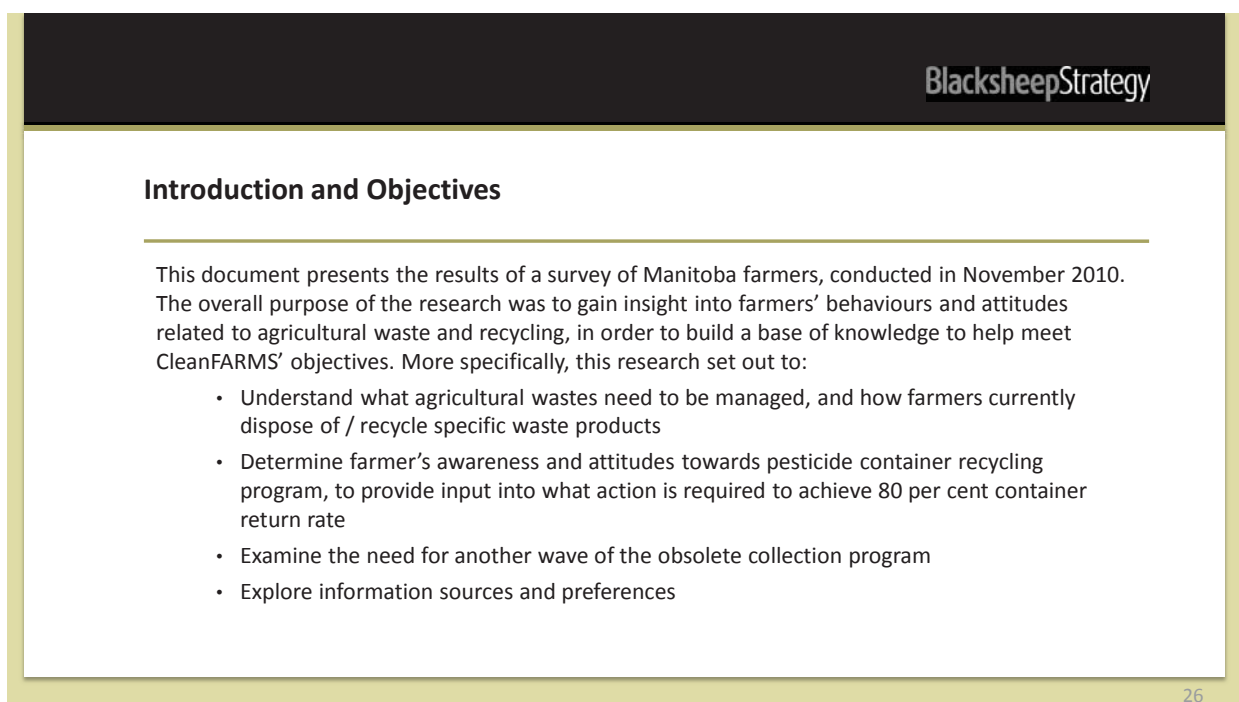 BlacksheepStrategy
Introduction and Objectives
This document presents the results of a survey of Manitoba farmers, conducted in November 2010.
The overall purpose of the research was to gain insight into farmers’ behaviours and attitudes
related to agricultural waste and recycling, in order to build a base of knowledge to help meet
CleanFARMS’ objectives. More specifically, this research set out to:
• Understand what agricultural wastes need to be managed, and how farmers currently
dispose of / recycle specific waste products
• Determine farmer’s awareness and attitudes towards pesticide container recycling
program, to provide input into what action is required to achieve 80 per cent container
return rate
• Examine the need for another wave of the obsolete collection program
• Explore information sources and preferences
26